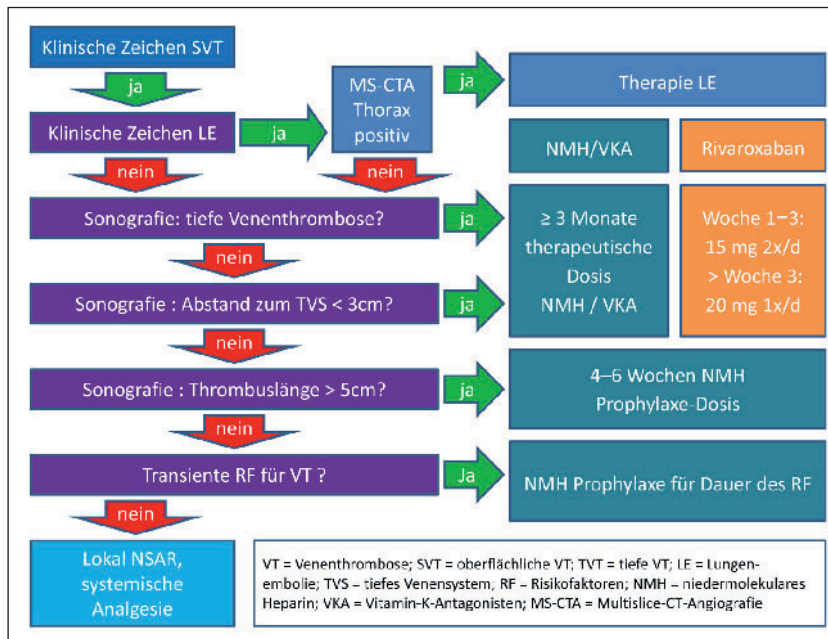 Klinische Zeichen SVT
ja
Klinische Zeichen LE
ja
MS-CTA
Thorax
positiv
ja
Therapie LE
nein
nein
NMH/VKA
Rivaroxaban
Sonografie: tiefe Venenthrombose?
ja
≥ 3 Monate
therapeutische
Dosis
NMH / VKA
Woche 1–3:
15 mg 2x/d
> Woche 3:
20 mg 1x/d
nein
Sonografie : Abstand zum TVS < 3cm?
ja
nein
Sonografie : Thrombuslänge > 5cm?
ja
4–6 Wochen NMH
Prophylaxe-Dosis
nein
Transiente RF für VT ?
Ja
NMH Prophylaxe für Dauer des RF
nein
Lokal NSAR,
systemische
Analgesie
VT = Venenthrombose; SVT = oberflächliche VT; TVT = tiefe VT; LE = Lungen-
embolie; TVS = tiefes Venensystem; RF = Risikofaktoren; NMH = niedermolekulares
Heparin; VKA = Vitamin-K-Antagonisten; MS-CTA = Multislice-CT-Angiografie